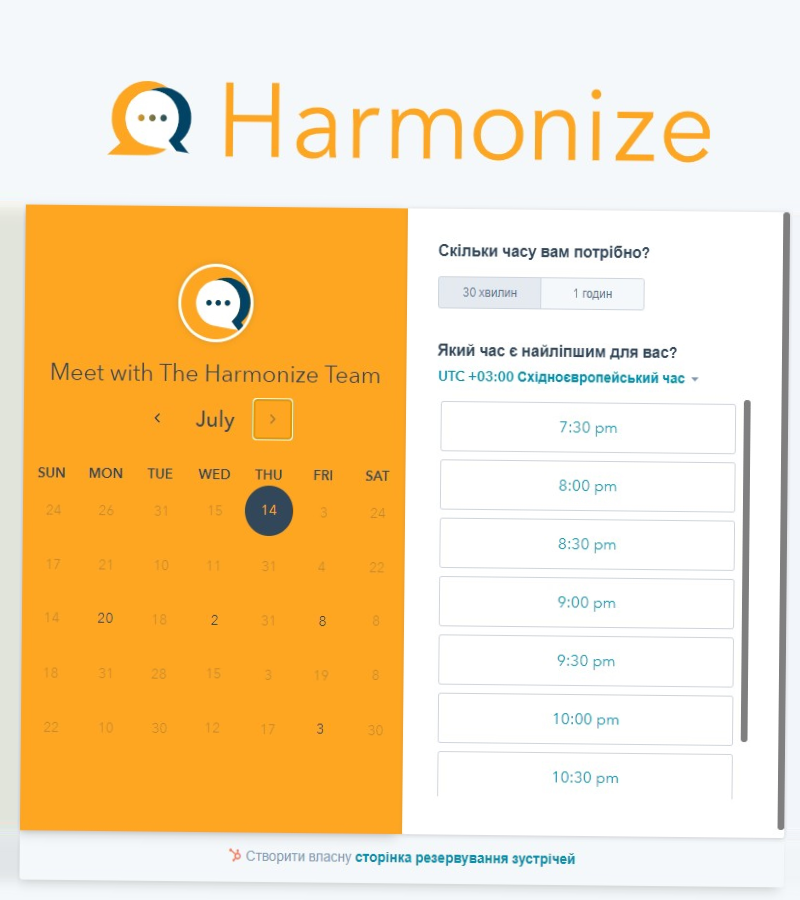 Harmonize
Meet with The Harmonize Team
July
SUN MON TUE WED THU FRI SAT
24 26 31 15 14 3 24
17 21 10 11 31 4 22
14 20 18 2 31 8 8
18 31 28 15 3 19 8
22 10 30 12 17 3 30
Скільки часу вам потрібно?
30 хвилин 1 годин
Який час є найліпшим для вас?
UTC +03:00 Східноєвропейський час
7:30 pm
8:00 pm
8:30 pm
9:00 pm
9:30 pm
10:00 pm
10:30 pm
Створити власну сторінка резервування зустрічей